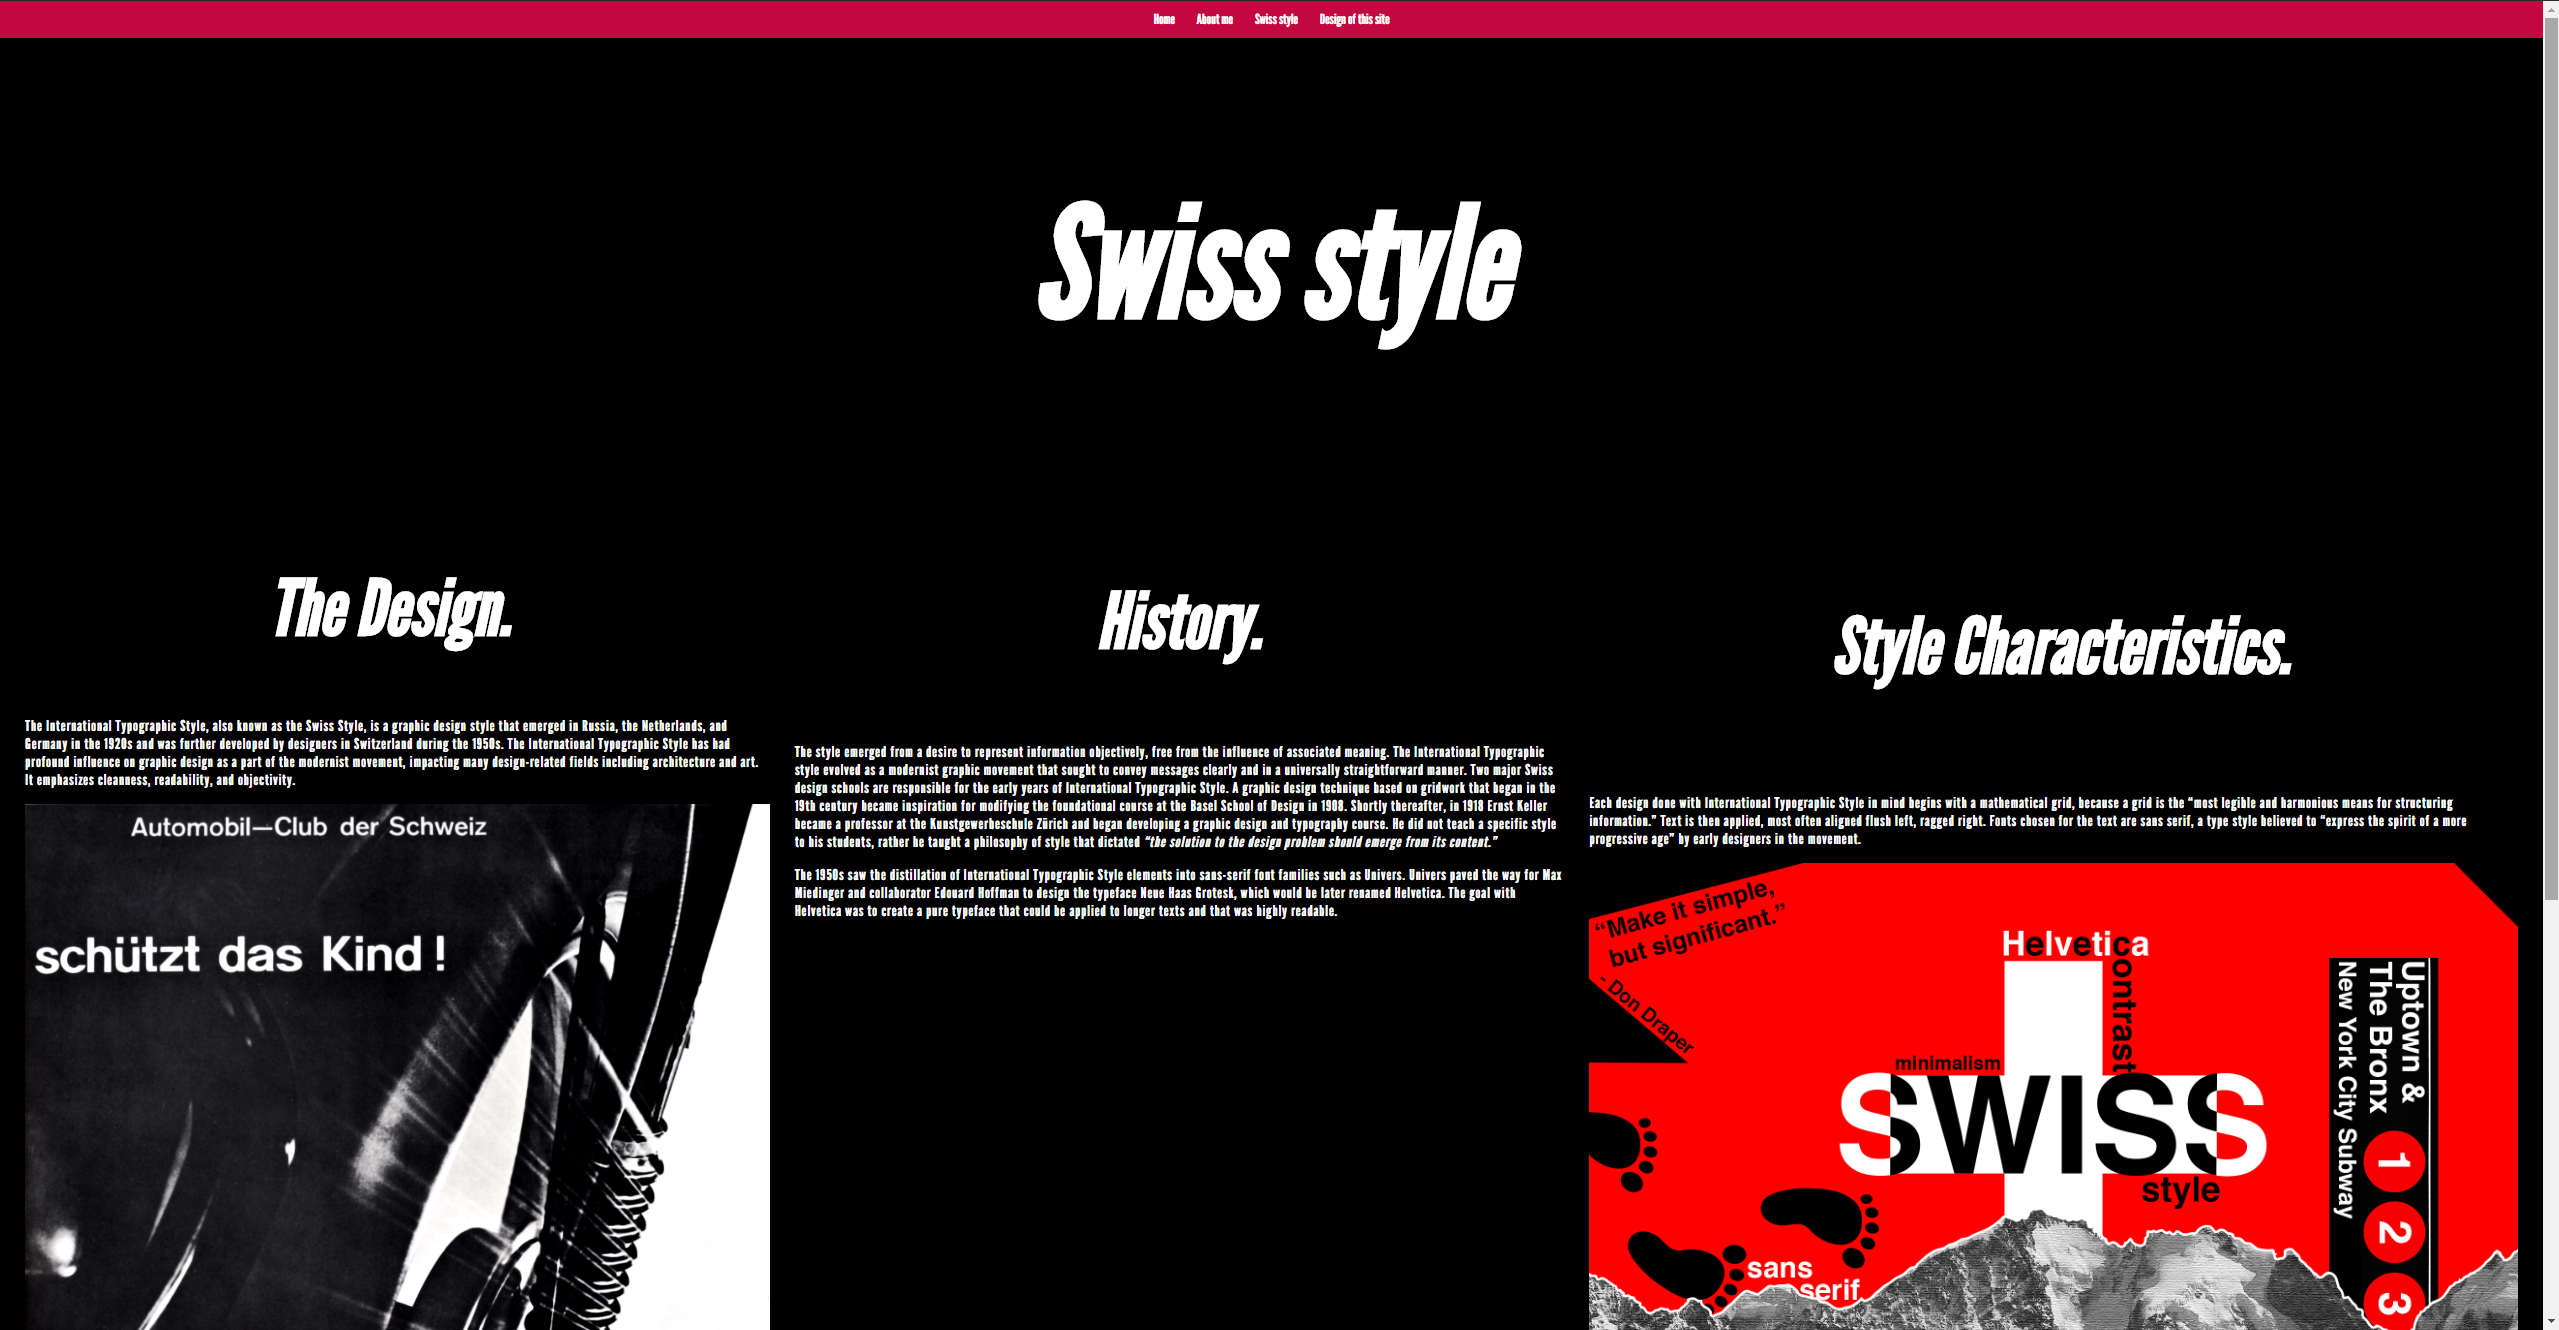 Home About me Swiss style Design of this site
Swiss style
The Design.
The International Typographic Style, also known as the Swiss Style, is a graphic design style that emerged in Russia, the Netherlands, and
Germany in the 1920s and was further developed by designers in Switzerland during the 1950s. The International Typographic Style has had
profound influence on graphic design as a part of the modernist movement, impacting many design-related fields including architecture and art.
It emphasizes cleanness, readability, and objectivity.
Automobil—Club der Schweiz
schützt das Kind!
History.
The style emerged from a desire to represent information objectively, free from the influence of associated meaning. The International Typographic
style evolved as a modernist graphic movement that sought to convey messages clearly and in a universally straightforward manner. Two major Swiss
design schools are responsible for the early years of International Typographic Style. A graphic design technique based on gridwork that began in the
19th century became inspiration for modifying the foundational course at the Basel School of Design in 1908. Shortly thereafter, in 1918 Ernst Keller
became a professor at the Kunstgewerbeschule Zürich and began developing a graphic design and typography course. He did not teach a specific style
to his students, rather he taught a philosophy of style that dictated “the solution to the design problem should emerge from its content.”
The 1950s saw the distillation of International Typographic Style elements into sans-serif font families such as Univers. Univers paved the way for Max
Miedinger and collaborator Edouard Hoffman to design the typeface Neue Haas Grotesk, which would be later renamed Helvetica. The goal with
Helvetica was to create a pure typeface that could be applied to longer texts and that was highly readable.
Style Characteristics.
Each design done with International Typographic Style in mind begins with a mathematical grid, because a grid is the “most legible and harmonious means for structuring
information.” Text is then applied, most often aligned flush left, ragged right. Fonts chosen for the text are sans serif, a type style believed to “express the spirit of a more
progressive age” by early designers in the movement.
“Make it simple,
but significant.”
- Don Draper
Helvetica
contrast
minimalism
SWISS
style
sans
serif
Uptown &
The Bronx
New York City Subway
1
2
3